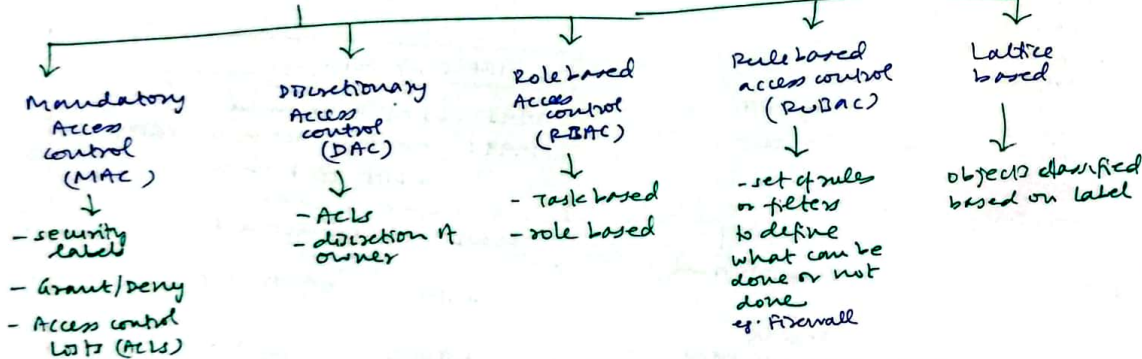 Mandatory
Access
control
(MAC)
- security
labels
- Grant/Deny
- Access control
Lists (ACLs)
Discretionary
Access
control
(DAC)
- ACLs
- discretion of
owner
Role based
Access
control
(RBAC)
- Task based
- role based
Rule based
access control
(RuBAC)
- set of rules
or filters
to define
what can be
done or not
done
eg. Firewall
Lattice
based
objects classified
based on label